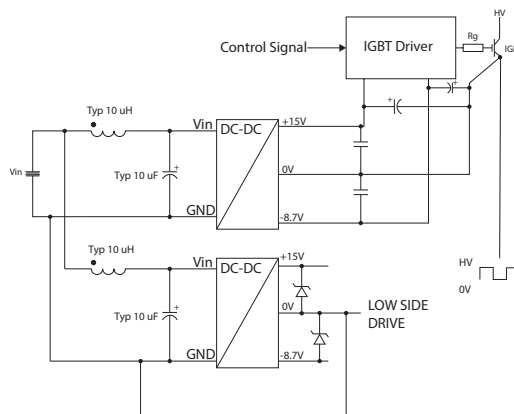 HV
Rg
Control Signal
IGBT Driver
IGB
Typ 10 uH
Vin
DC-DC
+15V
Vin
Typ 10 uF
+
0V
GND
-8.7V
Typ 10 uH
Vin
DC-DC
+15V
Typ 10 uF
+
0V
LOW SIDE
DRIVE
GND
-8.7V
HV
0V
+
+